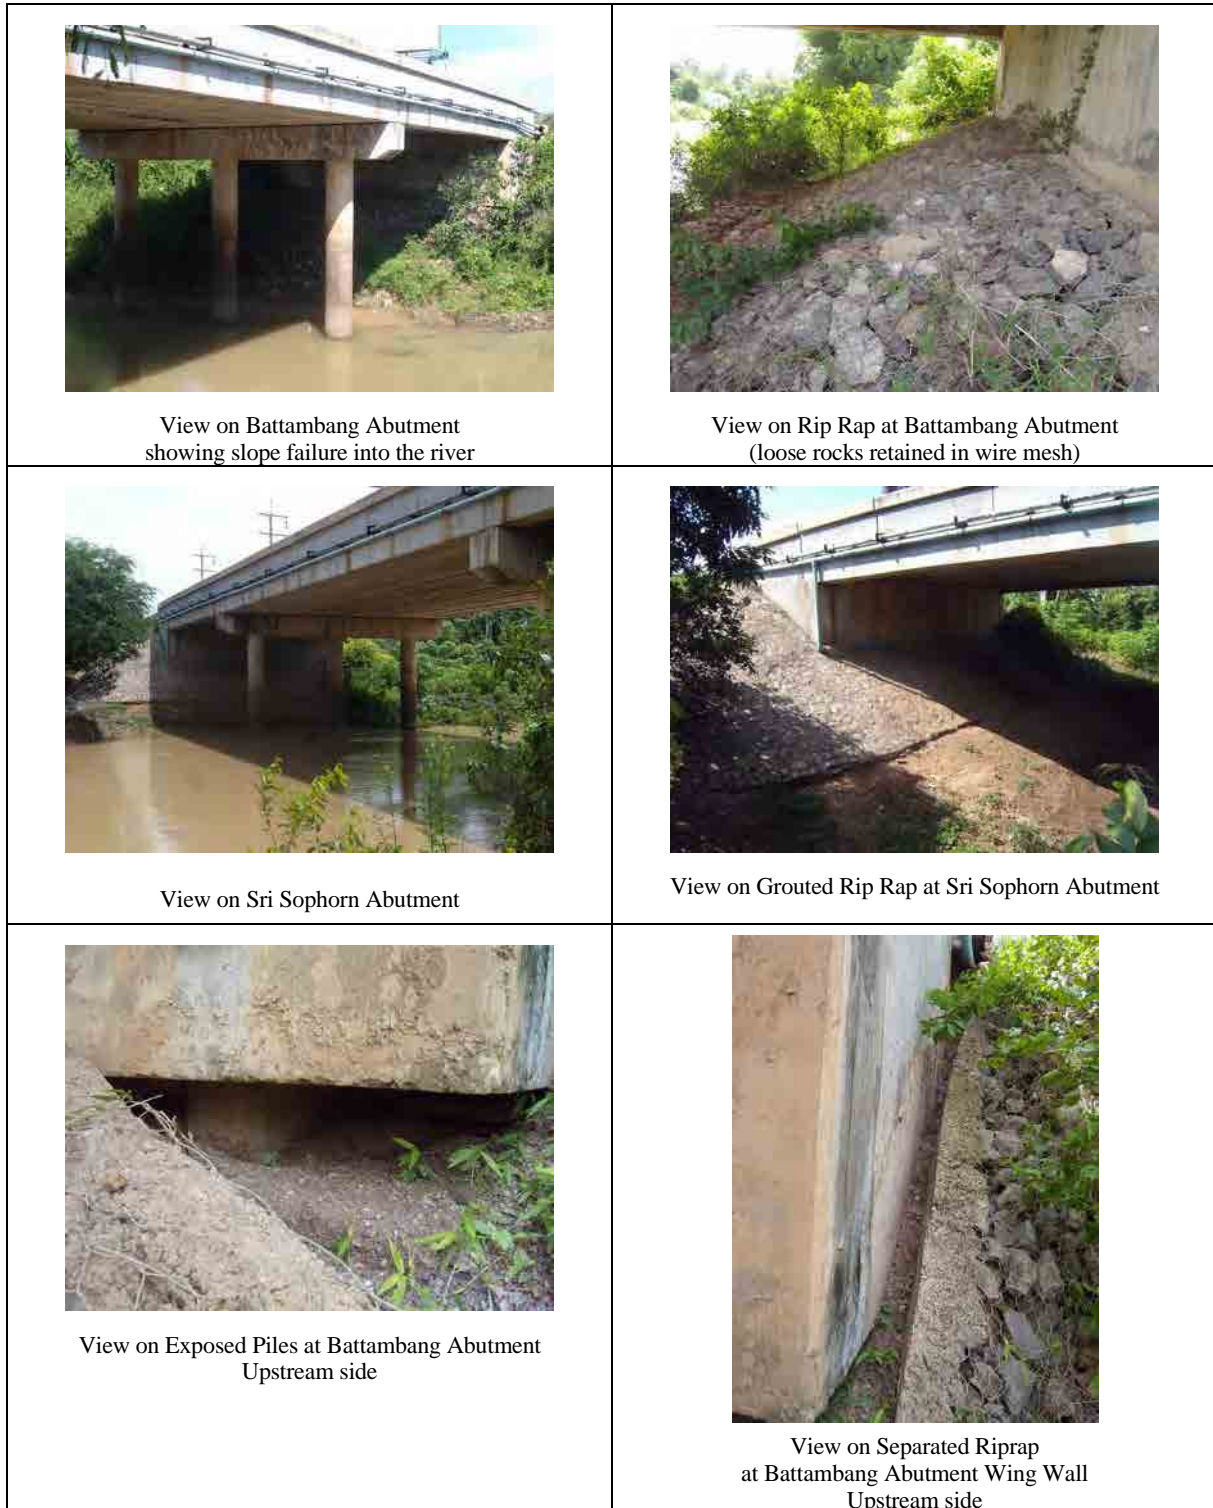 View on Battambang Abutment
showing slope failure into the river
View on Rip Rap at Battambang Abutment
(loose rocks retained in wire mesh)
View on Sri Sophorn Abutment
View on Grouted Rip Rap at Sri Sophorn Abutment
View on Exposed Piles at Battambang Abutment
Upstream side
View on Separated Riprap
at Battambang Abutment Wing Wall
Upstream side